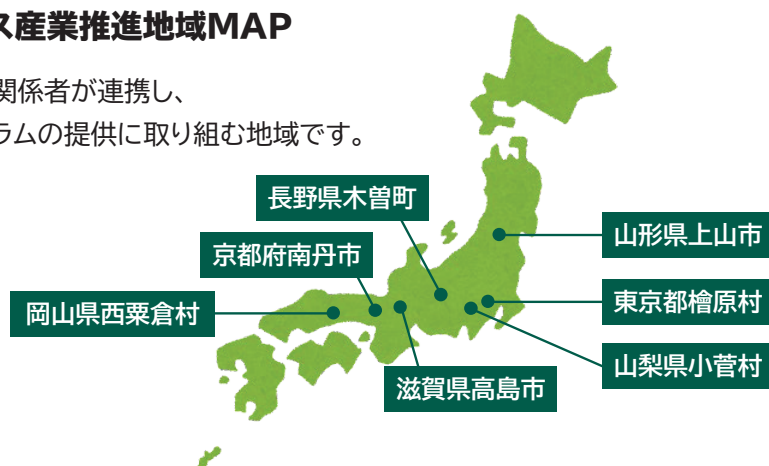 ス産業推進地域MAP
関係者が連携し、
ラムの提供に取り組む地域です。
長野県木曽町
京都府南丹市
岡山県西粟倉村
山形県上山市
東京都檜原村
山梨県小菅村
滋賀県高島市